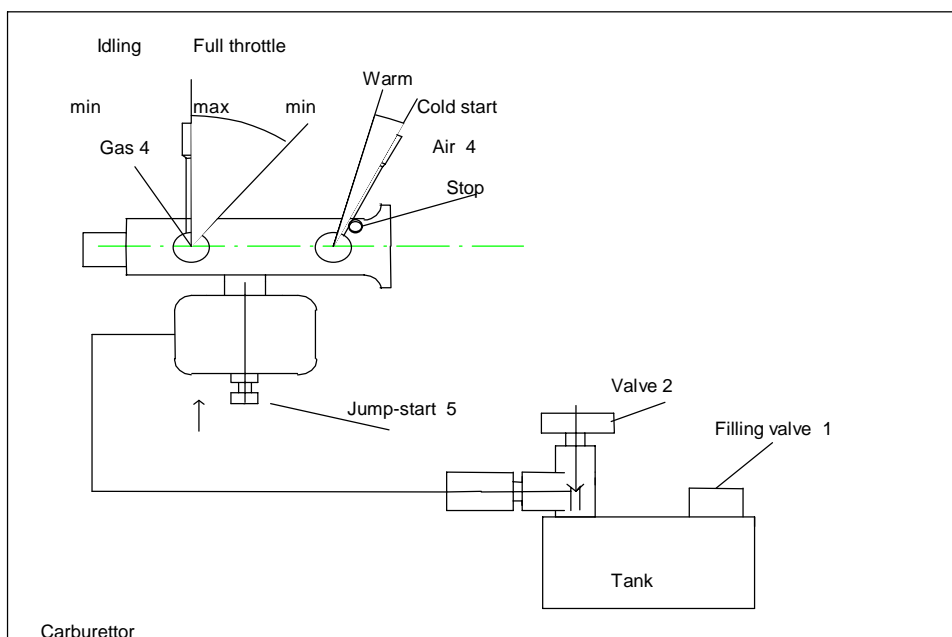 Idling Full throttle
Warm
min max min Cold start
Gas 4 Air 4
Stop
Jump-start 5
Valve 2
Filling valve 1
Tank
Carburettor